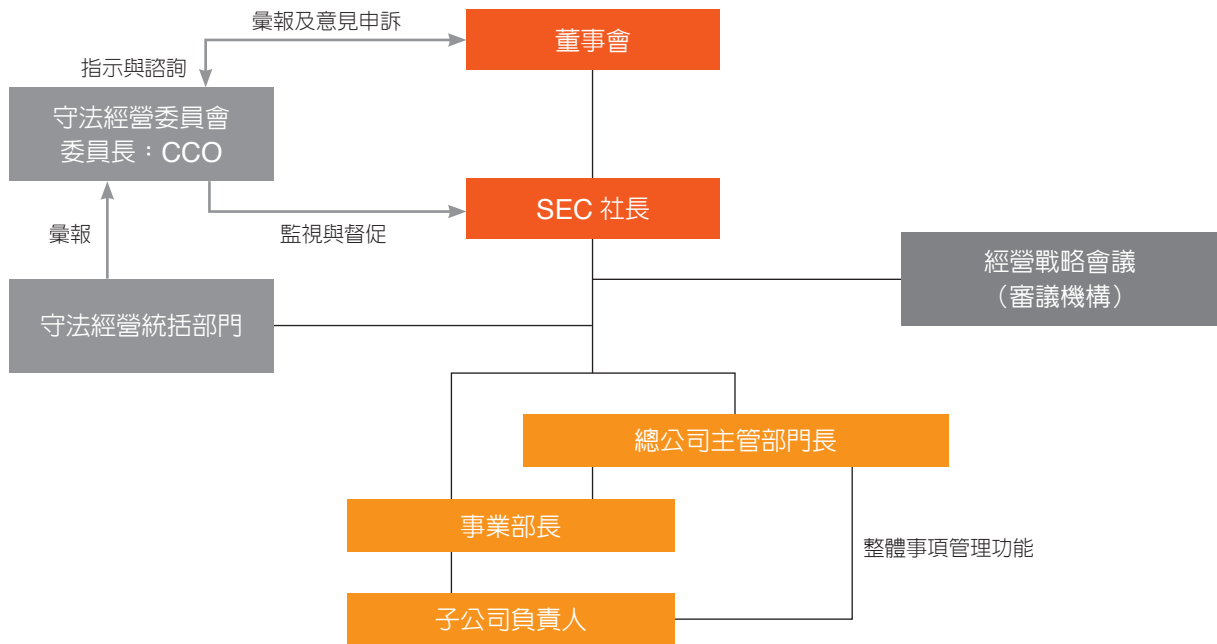 彙報及意見申訴
董事會
指示與諮詢
守法經營委員會
委員長：CCO
SEC 社長
彙報
監視與督促
經營戰略會議
（審議機構）
守法經營統括部門
總公司主管部門長
事業部長
整體事項管理功能
子公司負責人